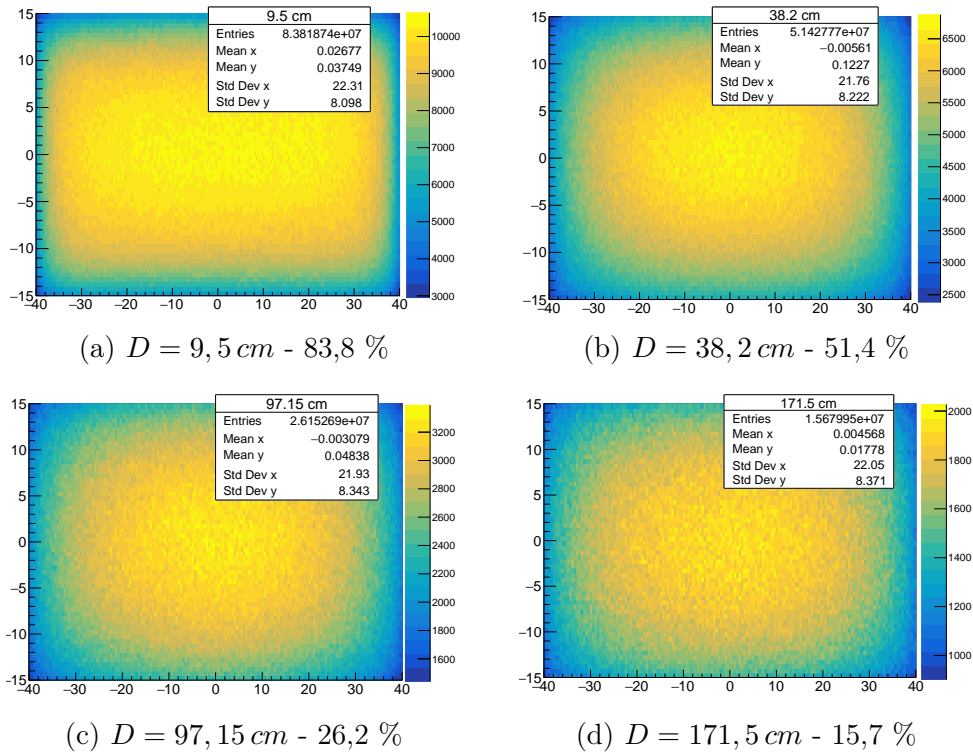 9.5 cm
Entries 8.381874e+07
Mean x 0.02677
Mean y 0.03749
Std Dev x 22.31
Std Dev y 8.098
15
10
5
0
−5
−10
−15
−40 −30 −20 −10 0 10 20 30 40
10000
9000
8000
7000
6000
5000
4000
3000
(a) D = 9, 5 cm - 83,8 %
38.2 cm
Entries 5.142777e+07
Mean x −0.00561
Mean y 0.1227
Std Dev x 21.76
Std Dev y 8.222
15
10
5
0
−5
−10
−15
−40 −30 −20 −10 0 10 20 30 40
6500
6000
5500
5000
4500
4000
3500
3000
2500
(b) D = 38, 2 cm - 51,4 %
97.15 cm
Entries 2.615269e+07
Mean x −0.003079
Mean y 0.04838
Std Dev x 21.93
Std Dev y 8.343
15
10
5
0
−5
−10
−15
−40 −30 −20 −10 0 10 20 30 40
3200
3000
2800
2600
2400
2200
2000
1800
1600
(c) D = 97, 15 cm - 26,2 %
171.5 cm
Entries 1.567995e+07
Mean x 0.004568
Mean y 0.01778
Std Dev x 22.05
Std Dev y 8.371
15
10
5
0
−5
−10
−15
−40 −30 −20 −10 0 10 20 30 40
2000
1800
1600
1400
1200
1000
(d) D = 171, 5 cm - 15,7 %